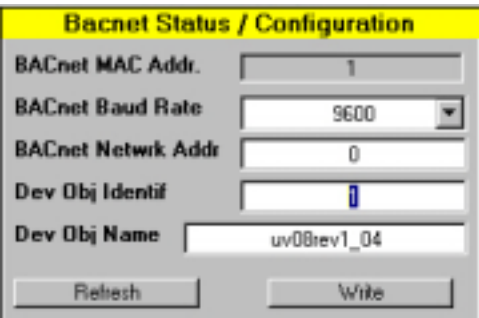 Bacnet Status / Configuration
BACnet MAC Addr. 1
BACnet Baud Rate 9600
BACnet Netwrk Addr 0
Dev Obj Identif 1
Dev Obj Name uv08rev1_04
Refresh Write